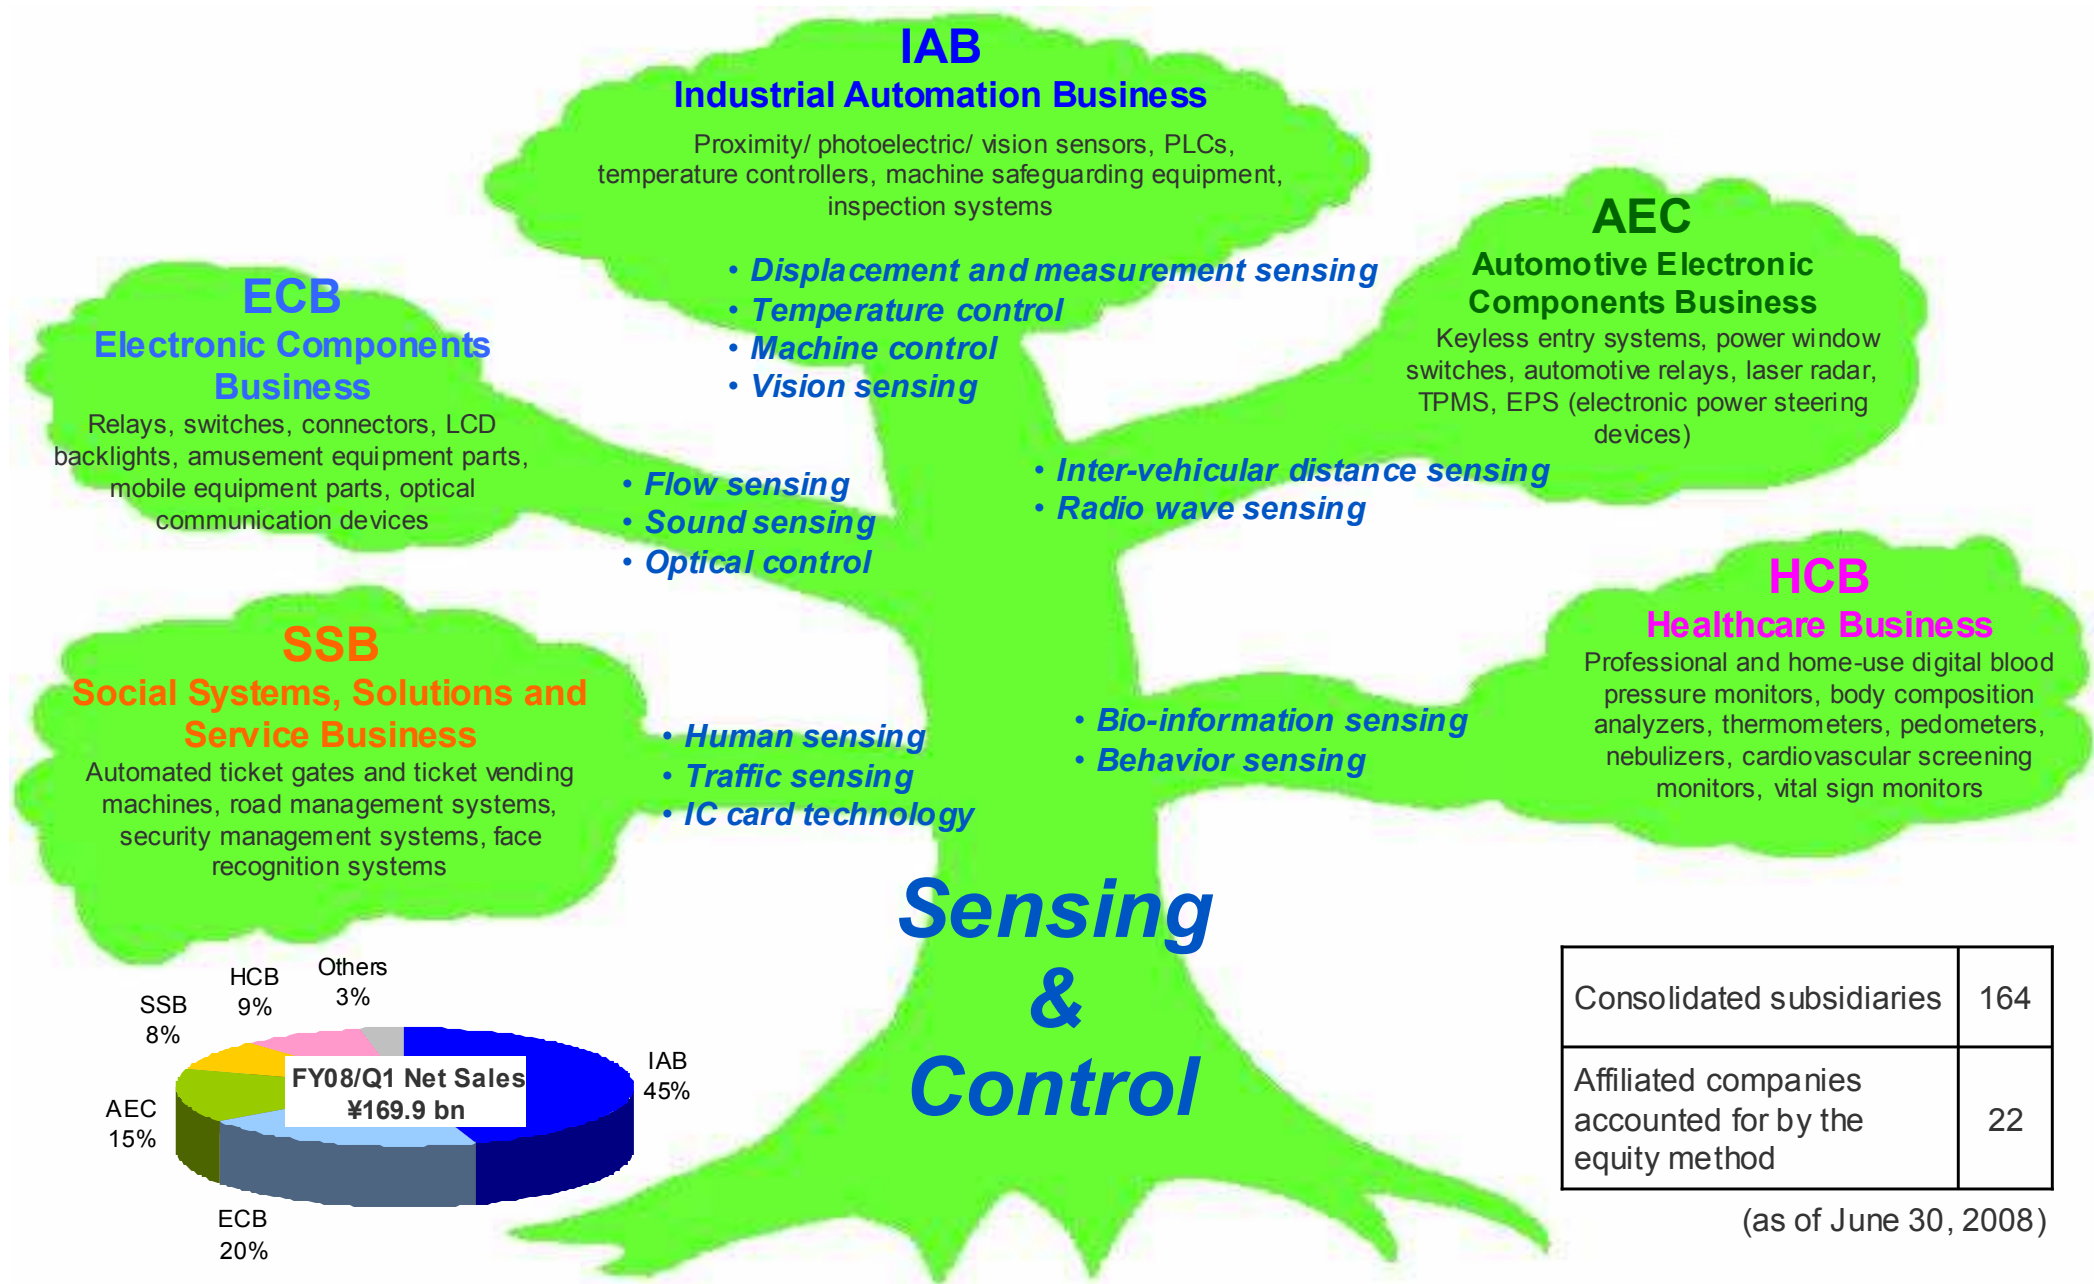 IAB
Industrial Automation Business
Proximity/ photoelectric/ vision sensors, PLCs,
temperature controllers, machine safeguarding equipment,
inspection systems
• Displacement and measurement sensing
• Temperature control
• Machine control
• Vision sensing
AEC
Automotive Electronic
Components Business
Keyless entry systems, power window
switches, automotive relays, laser radar,
TPMS, EPS (electronic power steering
devices)
• Inter-vehicular distance sensing
• Radio wave sensing
ECB
Electronic Components
Business
Relays, switches, connectors, LCD
backlights, amusement equipment parts,
mobile equipment parts, optical
communication devices
• Flow sensing
• Sound sensing
• Optical control
HCB
Healthcare Business
Professional and home-use digital blood
pressure monitors, body composition
analyzers, thermometers, pedometers,
nebulizers, cardiovascular screening
monitors, vital sign monitors
• Bio-information sensing
• Behavior sensing
SSB
Social Systems, Solutions and
Service Business
Automated ticket gates and ticket vending
machines, road management systems,
security management systems, face
recognition systems
• Human sensing
• Traffic sensing
• IC card technology
Sensing
&
Control
Others
3%
HCB
9%
SSB
8%
AEC
15%
ECB
20%
IAB
45%
FY08/Q1 Net Sales
¥169.9 bn
Consolidated subsidiaries 164
Affiliated companies
accounted for by the 22
equity method
(as of June 30, 2008)